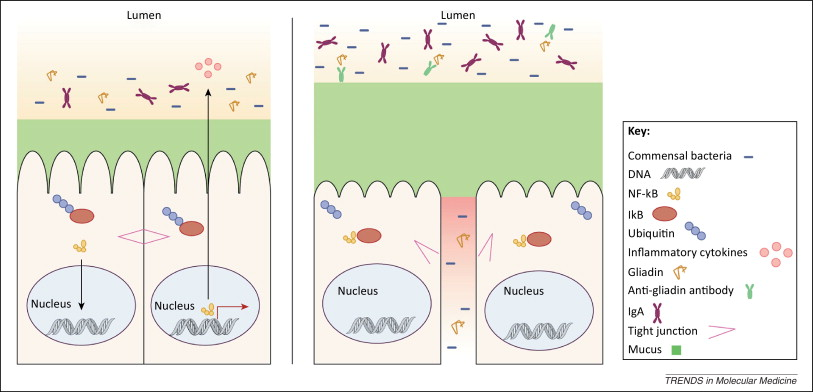 Lumen
Lumen
Nucleus
Nucleus
Nucleus
Nucleus
Key:
Commensal bacteria
DNA
NF-kB
IkB
Ubiquitin
Inflammatory cytokines
Gliadin
Anti-gliadin antibody
IgA
Tight junction
Mucus
TRENDS in Molecular Medicine